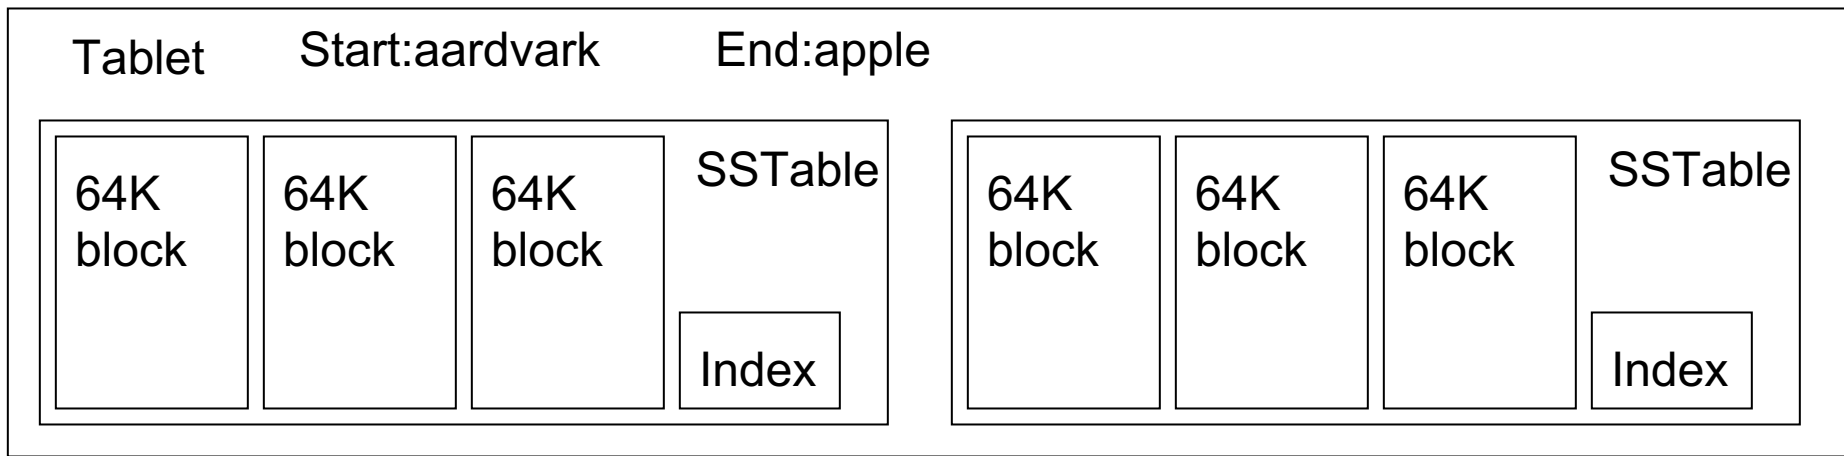 Tablet
Start:aardvark
End:apple
64K
block
64K
block
64K
block
SSTable
Index
64K
block
64K
block
64K
block
SSTable
Index